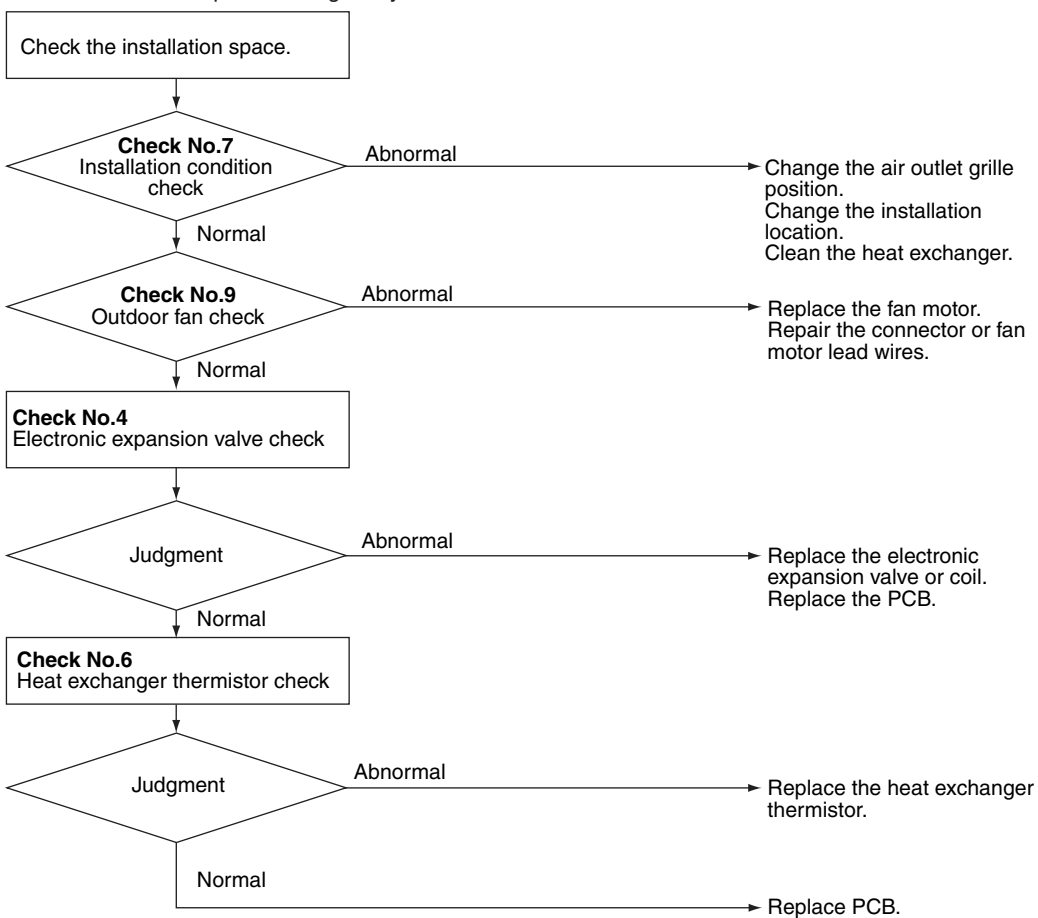 Check the installation space.
Check No.7
Installation condition
check
Abnormal
Change the air outlet grille
position.
Change the installation
location.
Clean the heat exchanger.
Normal
Check No.9
Outdoor fan check
Abnormal
Replace the fan motor.
Repair the connector or fan
motor lead wires.
Normal
Check No.4
Electronic expansion valve check
Judgment
Abnormal
Replace the electronic
expansion valve or coil.
Replace the PCB.
Normal
Check No.6
Heat exchanger thermistor check
Judgment
Abnormal
Replace the heat exchanger
thermistor.
Normal
Replace PCB.